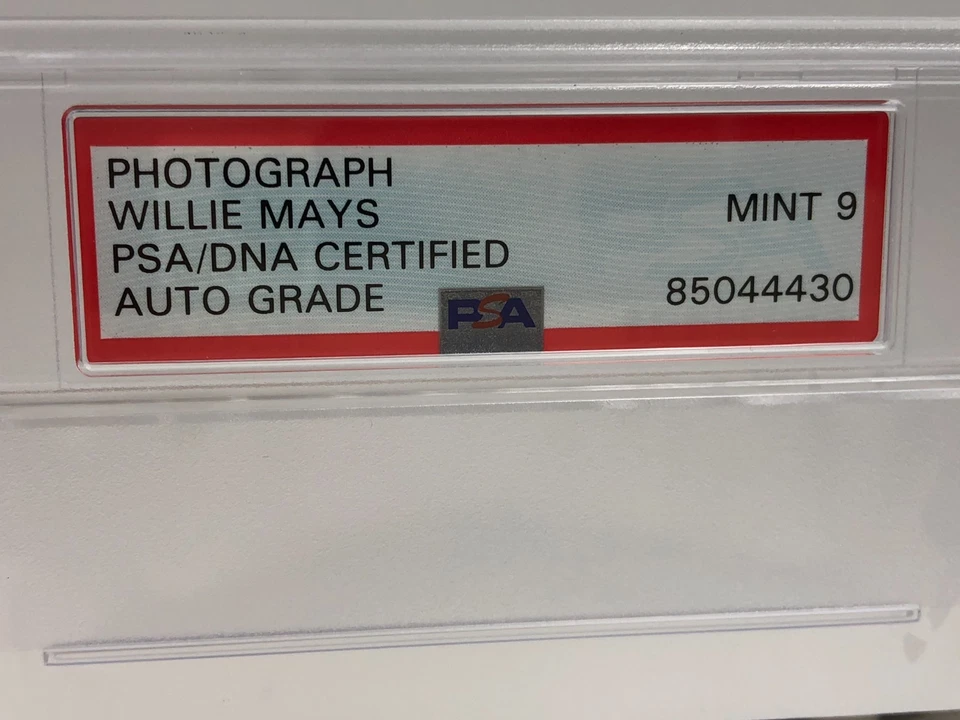 PHOTOGRAPH
WILLIE MAYS
PSA/DNA CERTIFIED
AUTO GRADE
MINT 9
85044430
PSA